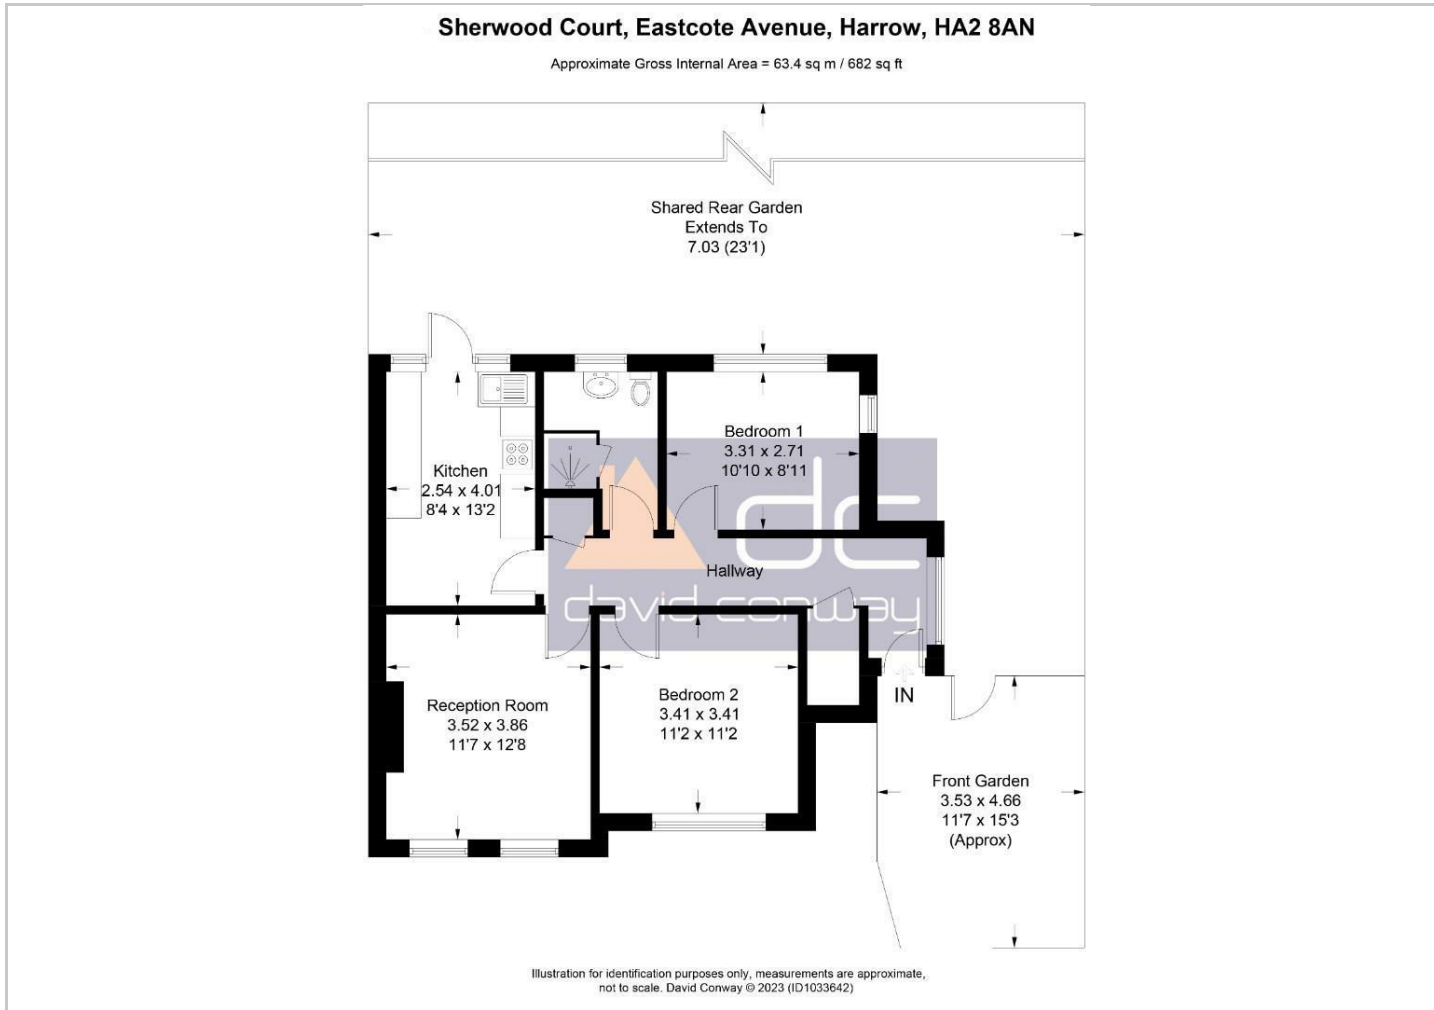 Sherwood Court, Eastcote Avenue, Harrow, HA2 8AN
Approximate Gross Internal Area = 63.4 sq m / 682 sq ft
Shared Rear Garden
Extends To
7.03 (23'1)
Bedroom 1
3.31 x 2.71
10'10 x 8'11
Kitchen
2.54 x 4.01
8'4 x 13'2
dc
Hallway
david conway
IN
Reception Room
3.52 x 3.86
11'7 x 12'8
Bedroom 2
3.41 x 3.41
11'2 x 11'2
Front Garden
3.53 x 4.66
11'7 x 15'3
(Approx)
Illustration for identification purposes only, measurements are approximate,
not to scale. David Conway © 2023 (ID1033642)